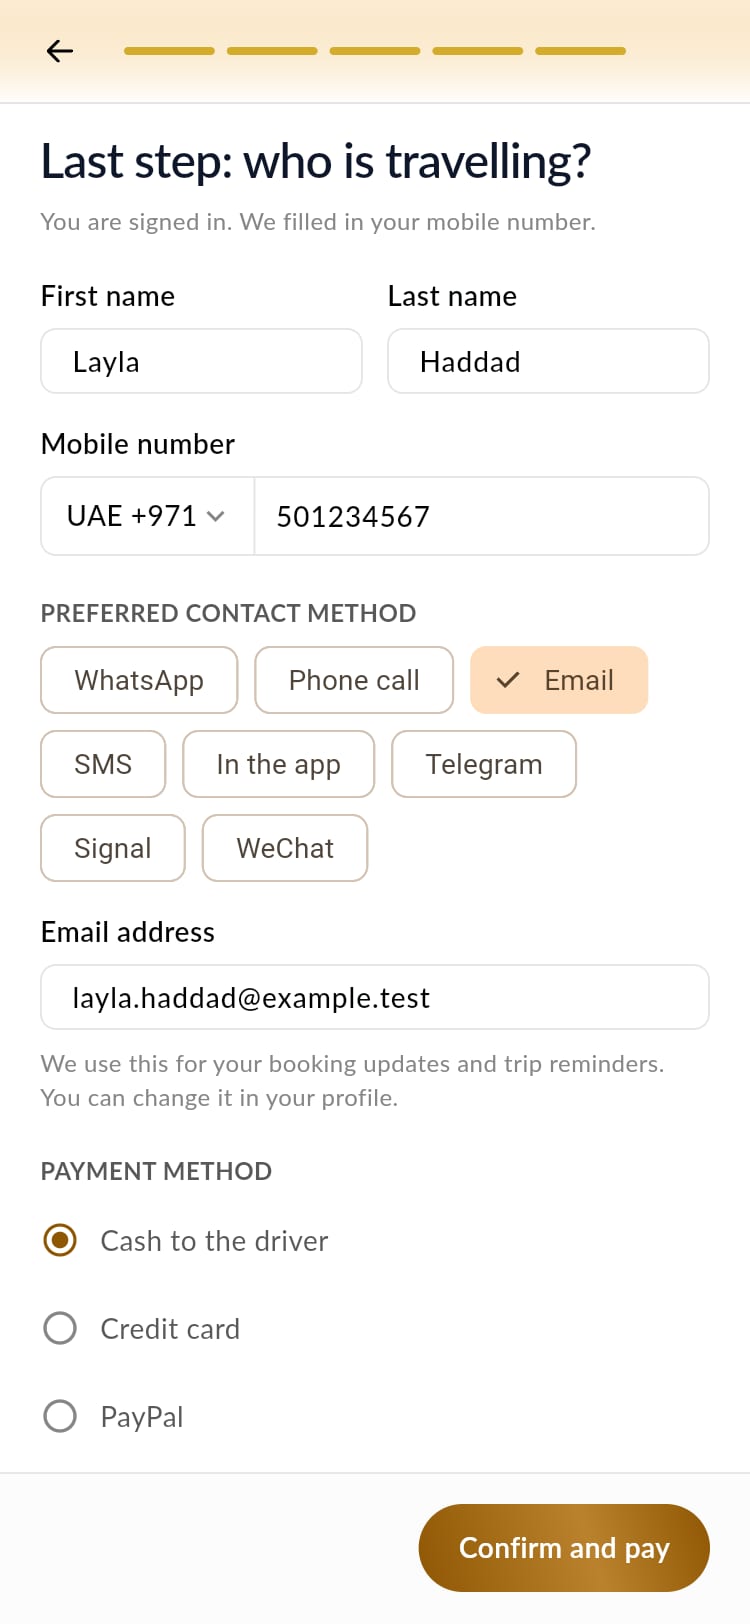 Last step: who is travelling?
You are signed in. We filled in your mobile number.
First name
Last name
Layla
Haddad
Mobile number
UAE +971
501234567
PREFERRED CONTACT METHOD
WhatsApp
Phone call
Email
SMS
In the app
Telegram
Signal
WeChat
Email address
layla.haddad@example.test
We use this for your booking updates and trip reminders.
You can change it in your profile.
PAYMENT METHOD
Cash to the driver
Credit card
PayPal
Confirm and pay